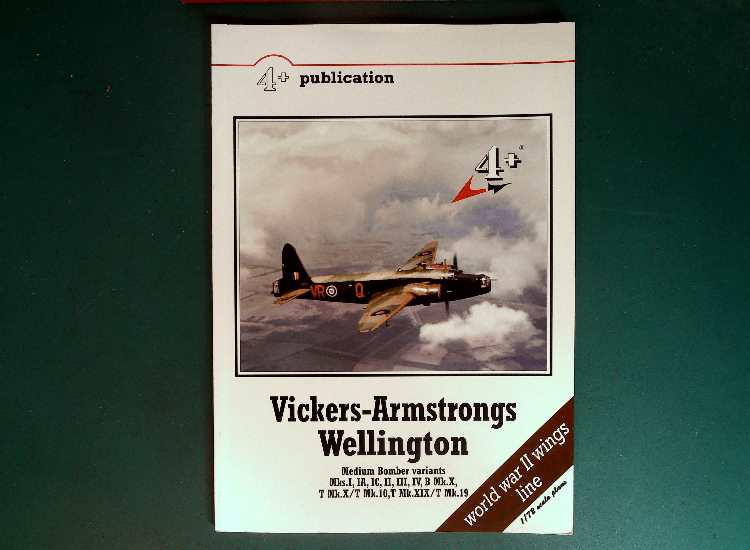 4+ publication
4+®
VR Q
Vickers-Armstrongs
Wellington
Medium Bomber variants
Mks.I, IA, IC, II, III, IV, B Mk.X,
T Mk.X/T Mk.10, T Mk.XIX/T Mk.19
world war II wings
line
1/72 scale plans